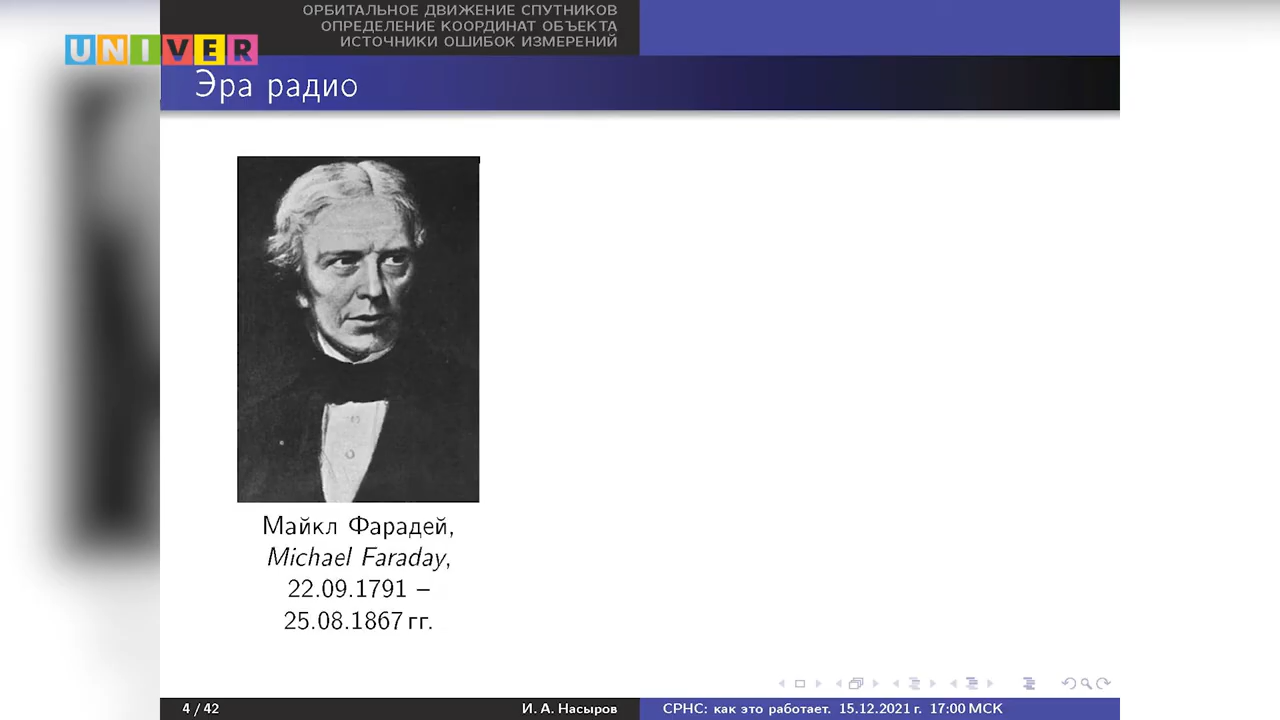 ОРБИТАЛЬНОЕ ДВИЖЕНИЕ СПУТНИКОВ
ОПРЕДЕЛЕНИЕ КООРДИНАТ ОБЪЕКТА
ИСТОЧНИКИ ОШИБОК ИЗМЕРЕНИЙ
UNIVER
Эра радио
Майкл Фарадей,
Michael Faraday,
22.09.1791 –
25.08.1867 гг.
4 / 42
И. А. Насыров
СРНС: как это работает. 15.12.2021 г. 17:00 МСК